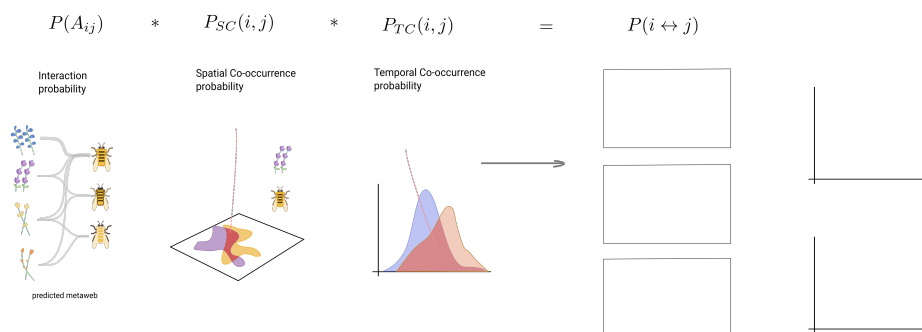 P(A_{ij}) * P_{SC}(i, j) * P_{TC}(i, j) = P(i ↔ j)
Interaction
probability
Spatial Co-occurrence
probability
Temporal Co-occurrence
probability
predicted metaweb